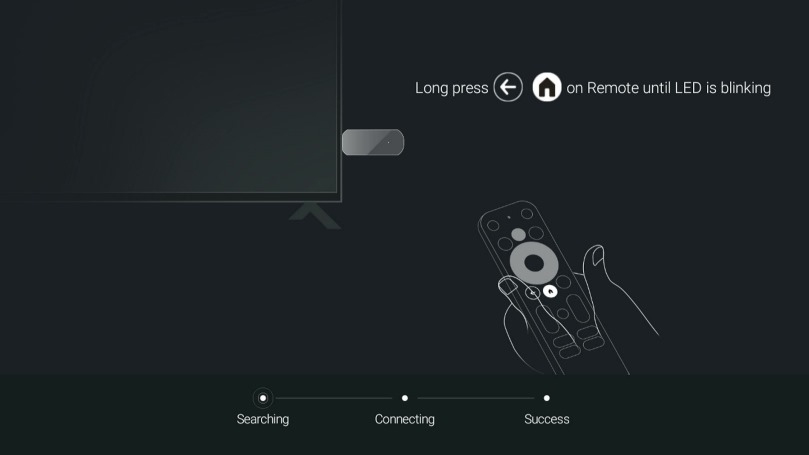 Long press on Remote until LED is blinking
Searching Connecting Success